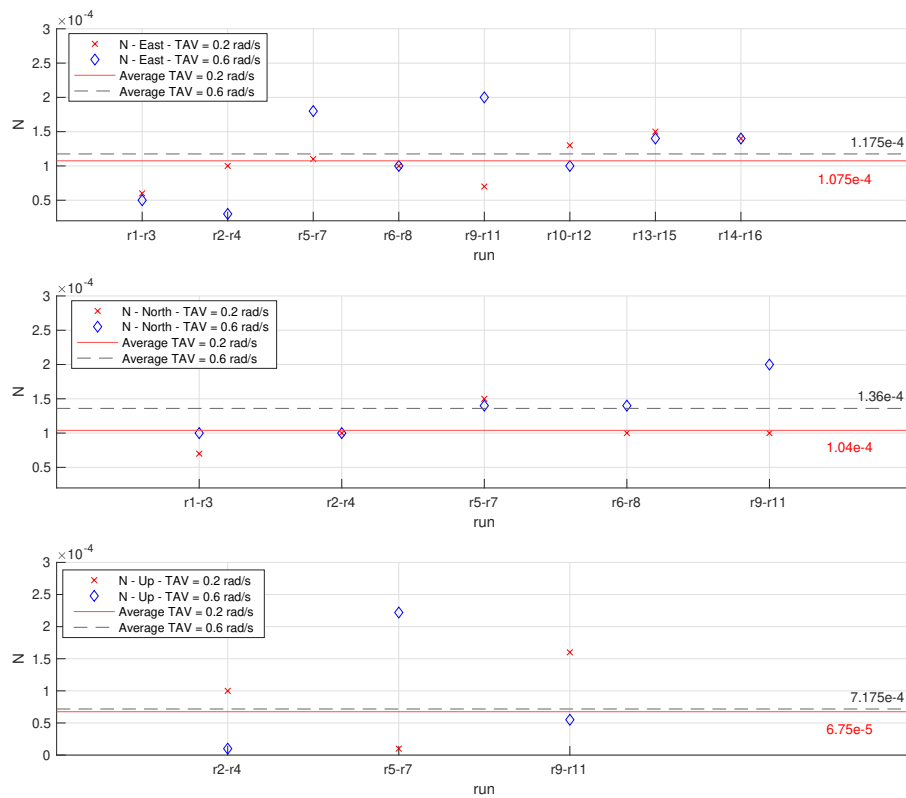 ×10⁻⁴
3
2.5
2
1.5
1
0.5
N
N - East - TAV = 0.2 rad/s
N - East - TAV = 0.6 rad/s
Average TAV = 0.2 rad/s
Average TAV = 0.6 rad/s
1.175e-4
1.075e-4
r1-r3 r2-r4 r5-r7 r6-r8 r9-r11 r10-r12 r13-r15 r14-r16
run
×10⁻⁴
3
2.5
2
1.5
1
0.5
N
N - North - TAV = 0.2 rad/s
N - North - TAV = 0.6 rad/s
Average TAV = 0.2 rad/s
Average TAV = 0.6 rad/s
1.36e-4
1.04e-4
r1-r3 r2-r4 r5-r7 r6-r8 r9-r11
run
×10⁻⁴
3
2.5
2
1.5
1
0.5
0
N
N - Up - TAV = 0.2 rad/s
N - Up - TAV = 0.6 rad/s
Average TAV = 0.2 rad/s
Average TAV = 0.6 rad/s
7.175e-4
6.75e-5
r2-r4 r5-r7 r9-r11
run